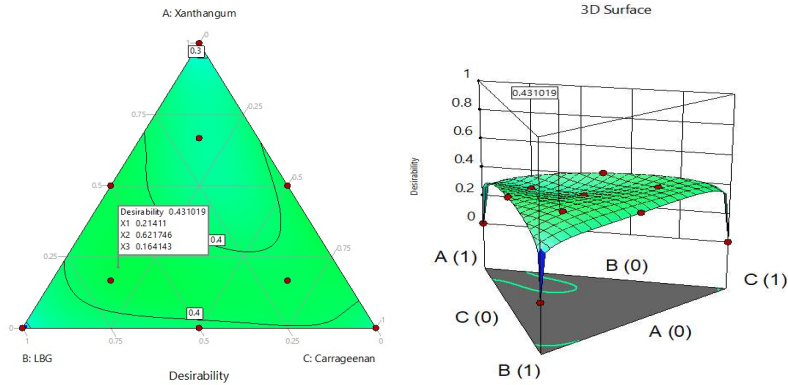 A: Xanthangum
0
1
0.3
0.75
0.25
0.5
0.5
Desirability 0.431019
X1 0.21411
X2 0.621746
X3 0.164143
0.4
0.25
0.75
0.4
0
1
1
0.75
0.5
0.25
0
B: LBG
C: Carrageenan
Desirability
3D Surface
1
0.431019
0.8
0.6
0.4
0.2
0
Desirability
A (1)
B (0)
C (1)
C (0)
A (0)
B (1)